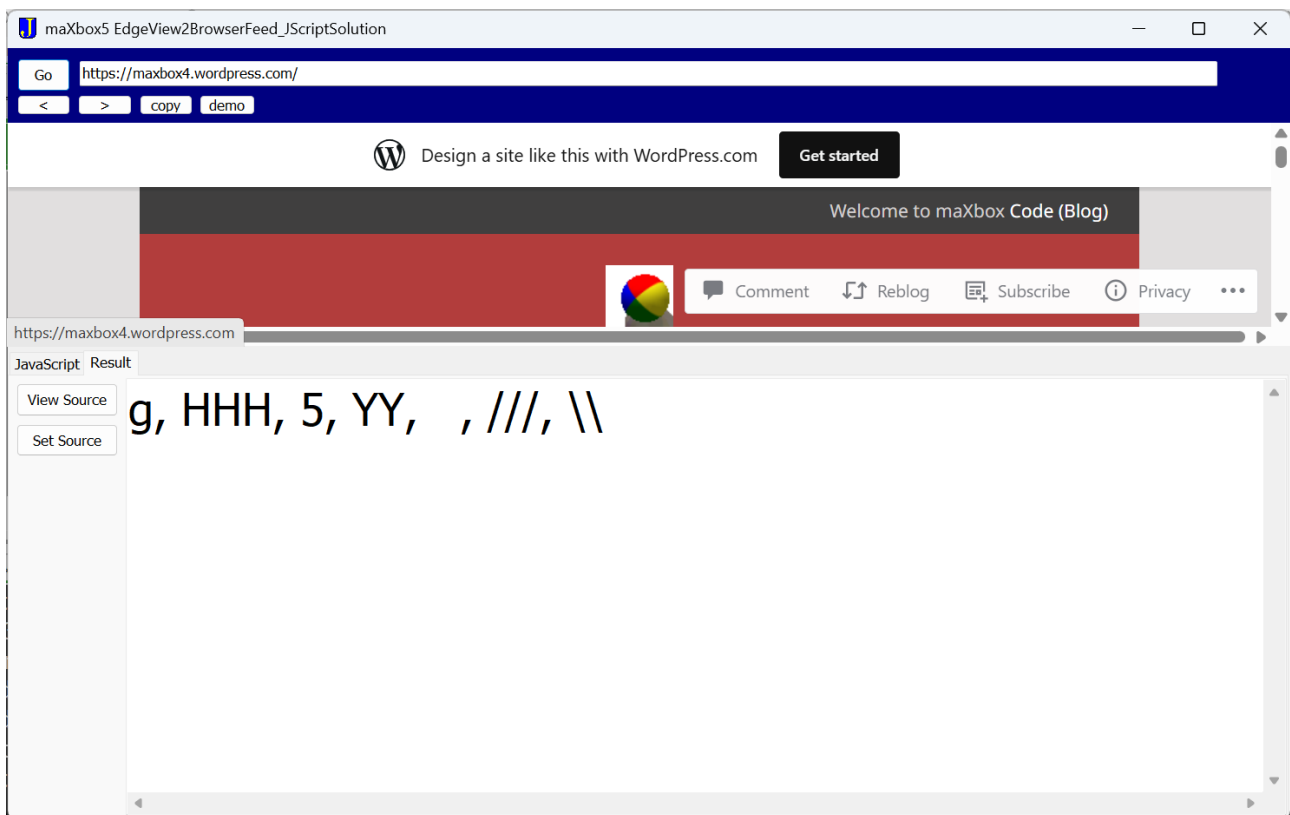 maXbox5 EdgeView2BrowserFeed_JScriptSolution
Go https://maxbox4.wordpress.com/
< > copy demo
Design a site like this with WordPress.com Get started
Welcome to maXbox Code (Blog)
Comment Reblog Subscribe Privacy •••
https://maxbox4.wordpress.com
JavaScript Result
View Source
g, HHH, 5, YY,   , ///, \\
Set Source